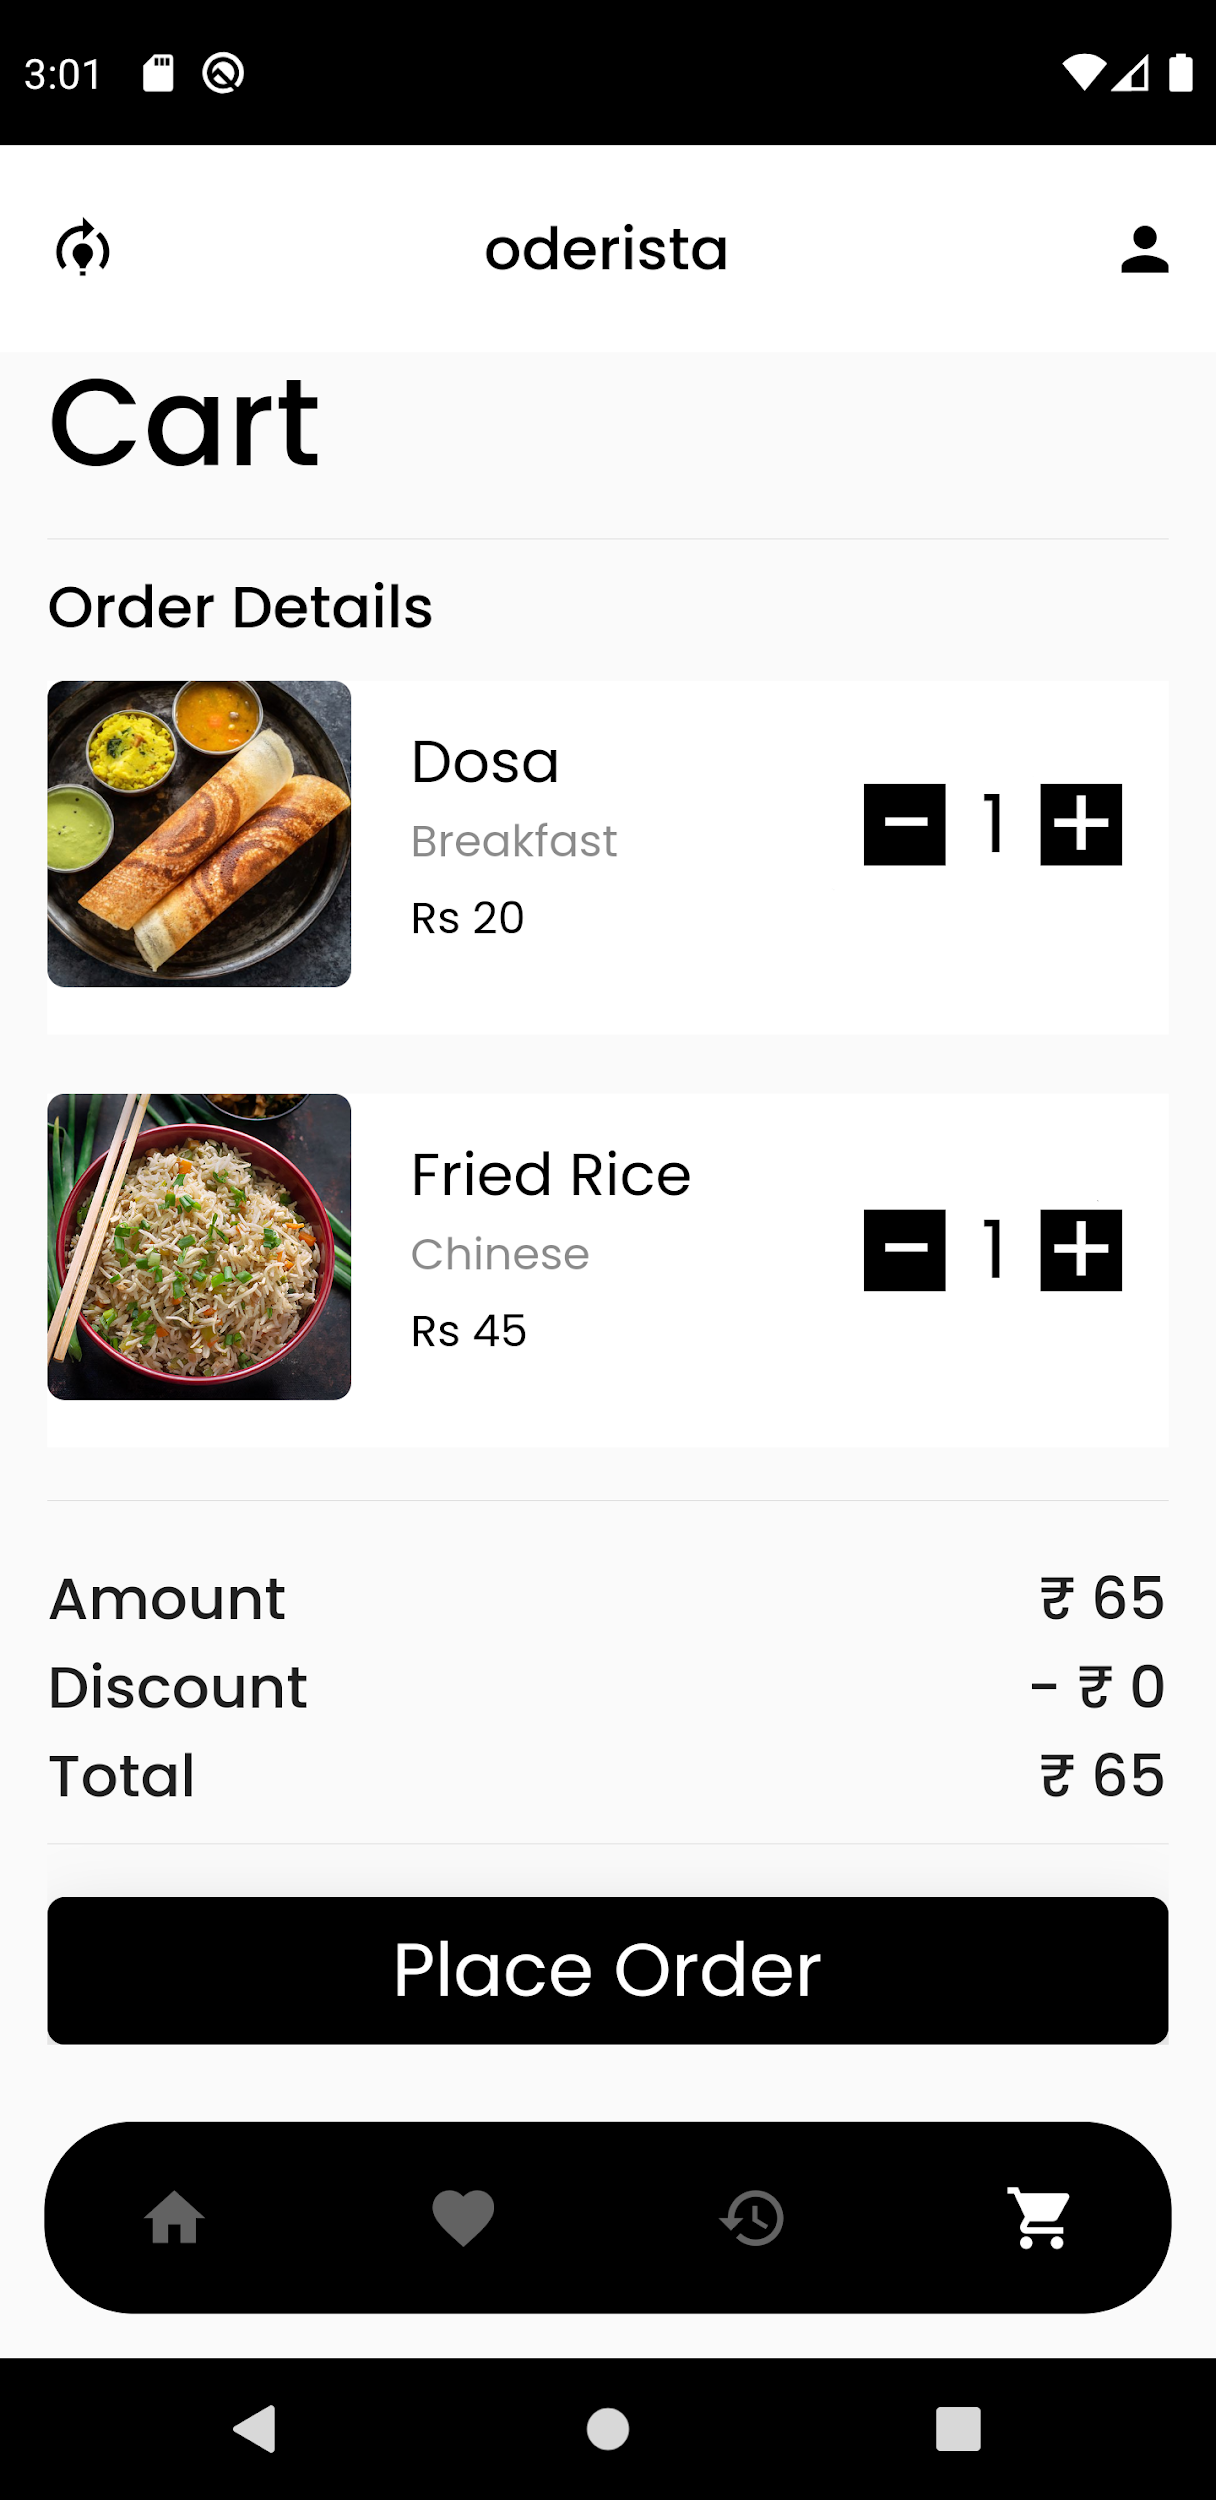 3:01
oderista
Cart
Order Details
Dosa
Breakfast
Rs 20
1
Fried Rice
Chinese
Rs 45
1
Amount ₹ 65
Discount - ₹ 0
Total ₹ 65
Place Order